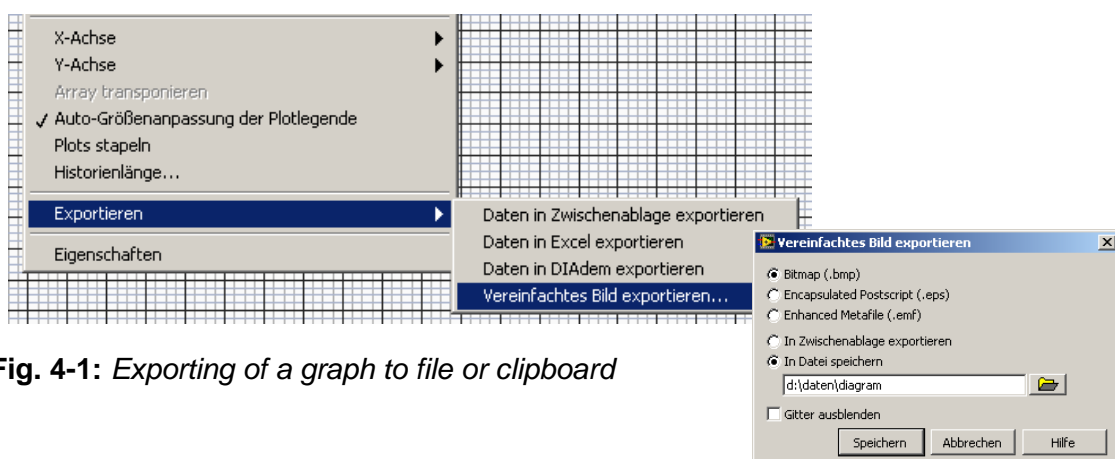 X-Achse
Y-Achse
Array transponieren
Auto-Größenanpassung der Plotlegende
Plots stapeln
Historienlänge...
Exportieren
Eigenschaften
Daten in Zwischenablage exportieren
Daten in Excel exportieren
Daten in DIAdem exportieren
Vereinfachtes Bild exportieren...
Vereinfachtes Bild exportieren
Bitmap (.bmp)
Encapsulated Postscript (.eps)
Enhanced Metafile (.emf)
In Zwischenablage exportieren
In Datei speichern
d:\daten\diagram
Gitter ausblenden
Speichern Abbrechen Hilfe
Fig. 4-1: Exporting of a graph to file or clipboard